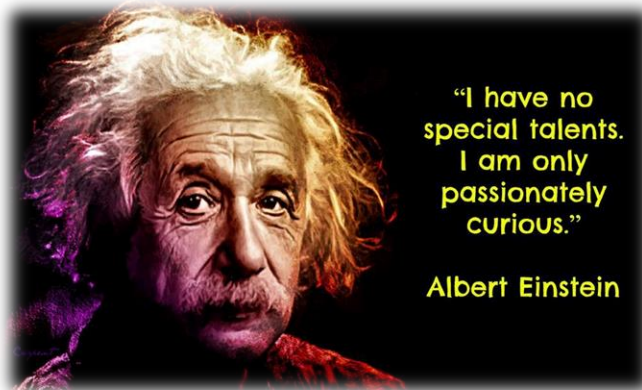 “I have no
special talents.
I am only
passionately
curious.”
Albert Einstein